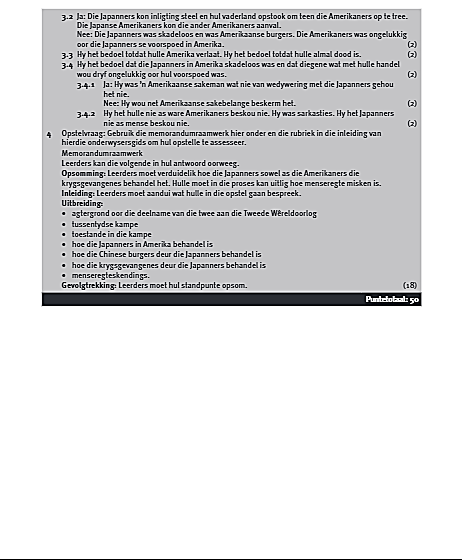 3.2 Ja: Die Japanners kon inligting steel en hul vaderland opstook om teen die Amerikaners op te tree.
Die Japanse Amerikaners kon die ander Amerikaners aanval.
Nee: Die Japanners was skadeloos en was Amerikaanse burgers. Die Amerikaners was ongelukkig
oor die Japanners se voorspoed in Amerika. (2)
3.3 Hy het bedoel totdat hulle Amerika verlaat. Hy het bedoel totdat hulle almal dood is. (2)
3.4 Hy het bedoel dat die Japanners in Amerika skadeloos was en dat diegene wat met hulle handel
wou dryf ongelukkig oor hul voorspoed was. (2)
3.4.1 Ja: Hy was 'n Amerikaanse sakeman wat nie van wedywering met die Japanners gehou
het nie.
Nee: Hy wou net Amerikaanse sakebelange beskerm het. (2)
3.4.2 Hy het hulle nie as ware Amerikaners beskou nie. Hy was sarkasties. Hy het Japanners
nie as mense beskou nie. (2)
4 Opstelvraag: Gebruik die memorandumraamwerk hier onder en die rubriek in die inleiding van
hierdie onderwysersgids om hul opstelle te assesseer.
Memorandumraamwerk
Leerders kan die volgende in hul antwoord oorweeg.
Opsomming: Leerders moet verduidelik hoe die Japanners sowel as die Amerikaners die
krygsgevangenes behandel het. Hulle moet in die proses kan uitlig hoe menseregte misken is.
Inleiding: Leerders moet aandui wat hulle in die opstel gaan bespreek.
Uitbreiding:
• agtergrond oor die deelname van die twee aan die Tweede Wêreldoorlog
• tussentydse kampe
• toestande in die kampe
• hoe die Japanners in Amerika behandel is
• hoe die Chinese burgers deur die Japanners behandel is
• hoe die krygsgevangenes deur die Japanners behandel is
• menseregteskendings.
Gevolgtrekking: Leerders moet hul standpunte opsom. (18)
Puntetotaal: 50